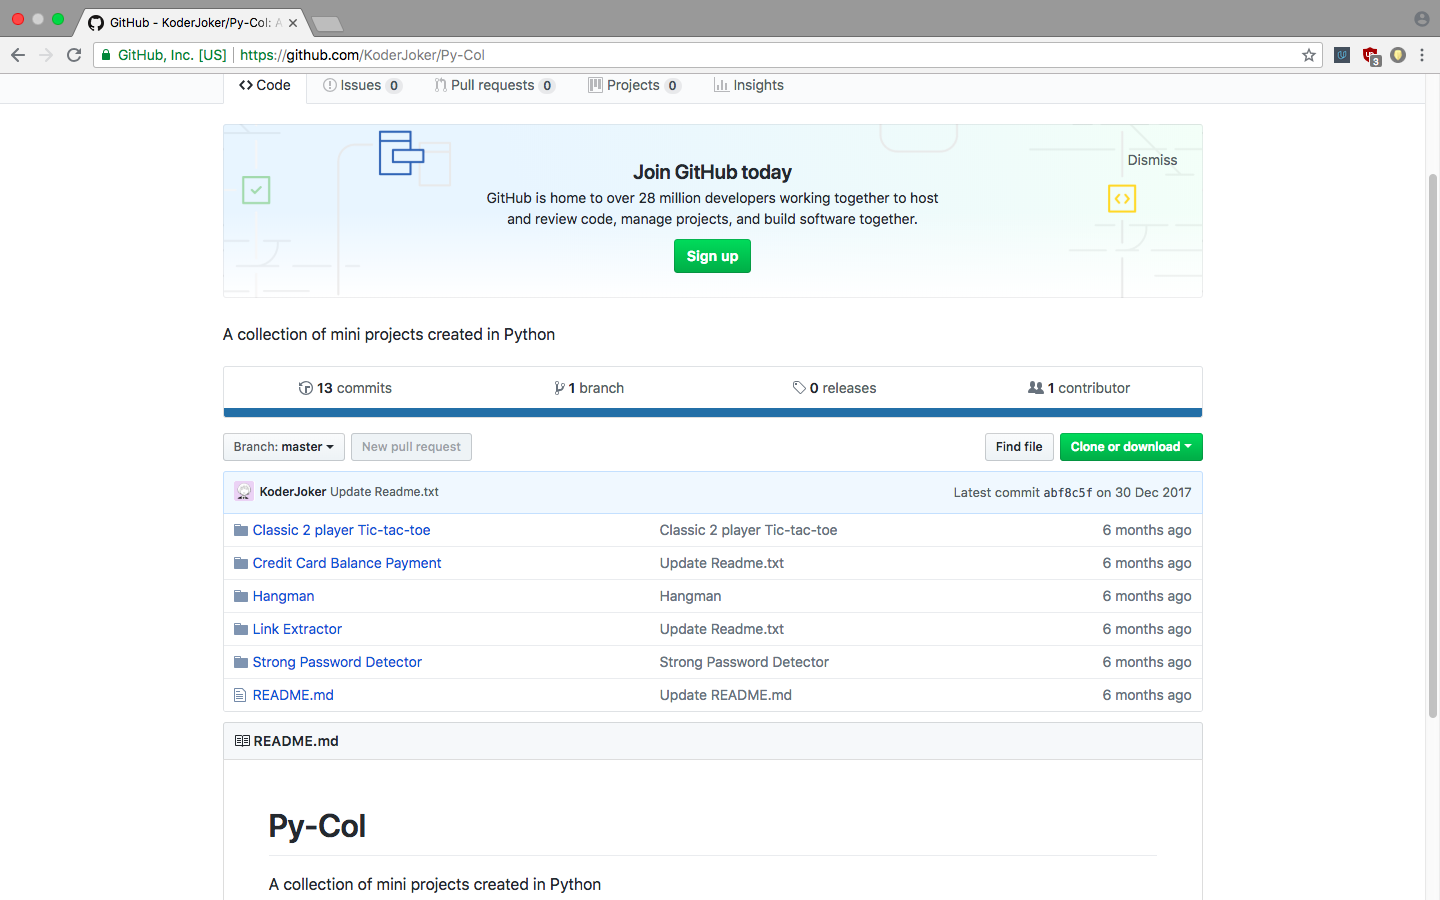 GitHub - KoderJoker/Py-Col: A
GitHub, Inc. [US] https://github.com/KoderJoker/Py-Col
3
Code Issues 0 Pull requests 0 Projects 0 Insights
Dismiss
Join GitHub today
GitHub is home to over 28 million developers working together to host
and review code, manage projects, and build software together.
Sign up
A collection of mini projects created in Python
13 commits 1 branch 0 releases 1 contributor
Branch: master New pull request Find file Clone or download
KoderJoker Update Readme.txt Latest commit abf8c5f on 30 Dec 2017
Classic 2 player Tic-tac-toe Classic 2 player Tic-tac-toe 6 months ago
Credit Card Balance Payment Update Readme.txt 6 months ago
Hangman Hangman 6 months ago
Link Extractor Update Readme.txt 6 months ago
Strong Password Detector Strong Password Detector 6 months ago
README.md Update README.md 6 months ago
README.md
Py-Col
A collection of mini projects created in Python